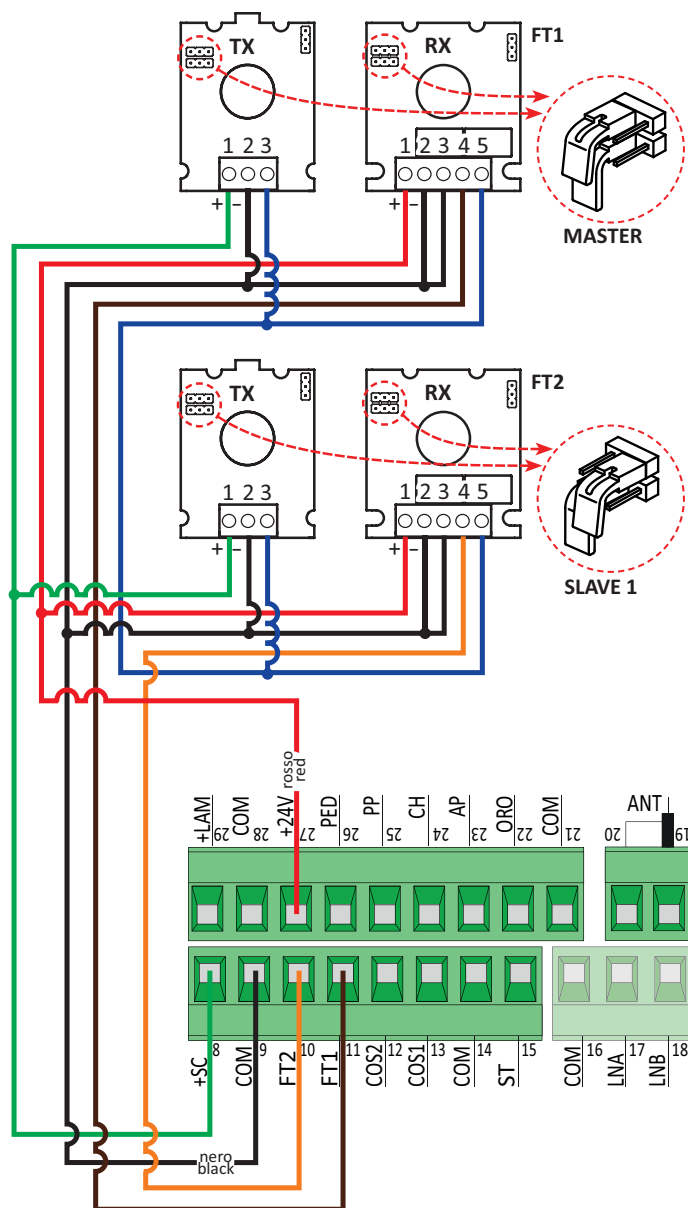 TX RX FT1
1 2 3 1 2 3 4 5
+ − + −
MASTER
TX RX FT2
1 2 3 1 2 3 4 5
+ − + −
SLAVE 1
rosso
red
+LAM COM +24V PED PP CH AP ORO COM ANT
29 28 27 26 25 24 23 22 21 20 19
8 9 10 11 12 13 14 15 16 17 18
+SC COM FT2 FT1 COS2 COS1 COM ST COM LNA LNB
nero
black